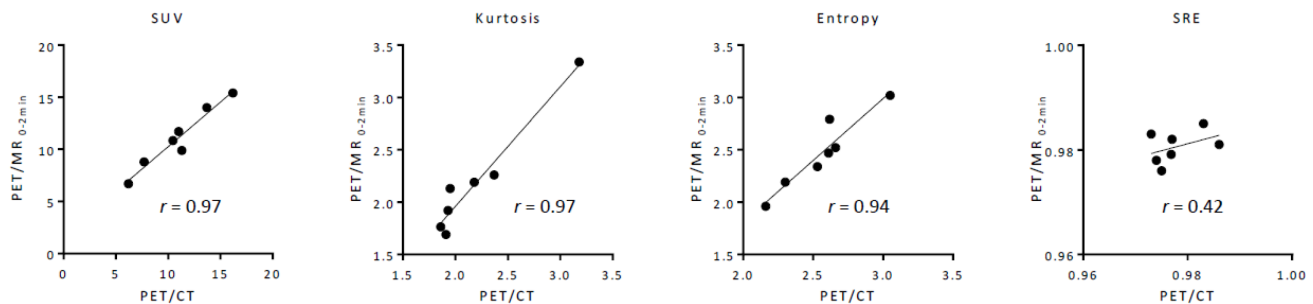 SUV
20
15
10
5
0
PET/MR 0-2min
r = 0.97
0 5 10 15 20
PET/CT
Kurtosis
3.5
3.0
2.5
2.0
1.5
PET/MR 0-2min
r = 0.97
1.5 2.0 2.5 3.0 3.5
PET/CT
Entropy
3.5
3.0
2.5
2.0
1.5
PET/MR 0-2min
r = 0.94
2.0 2.5 3.0 3.5
PET/CT
SRE
1.00
0.98
0.96
PET/MR 0-2min
r = 0.42
0.96 0.98 1.00
PET/CT